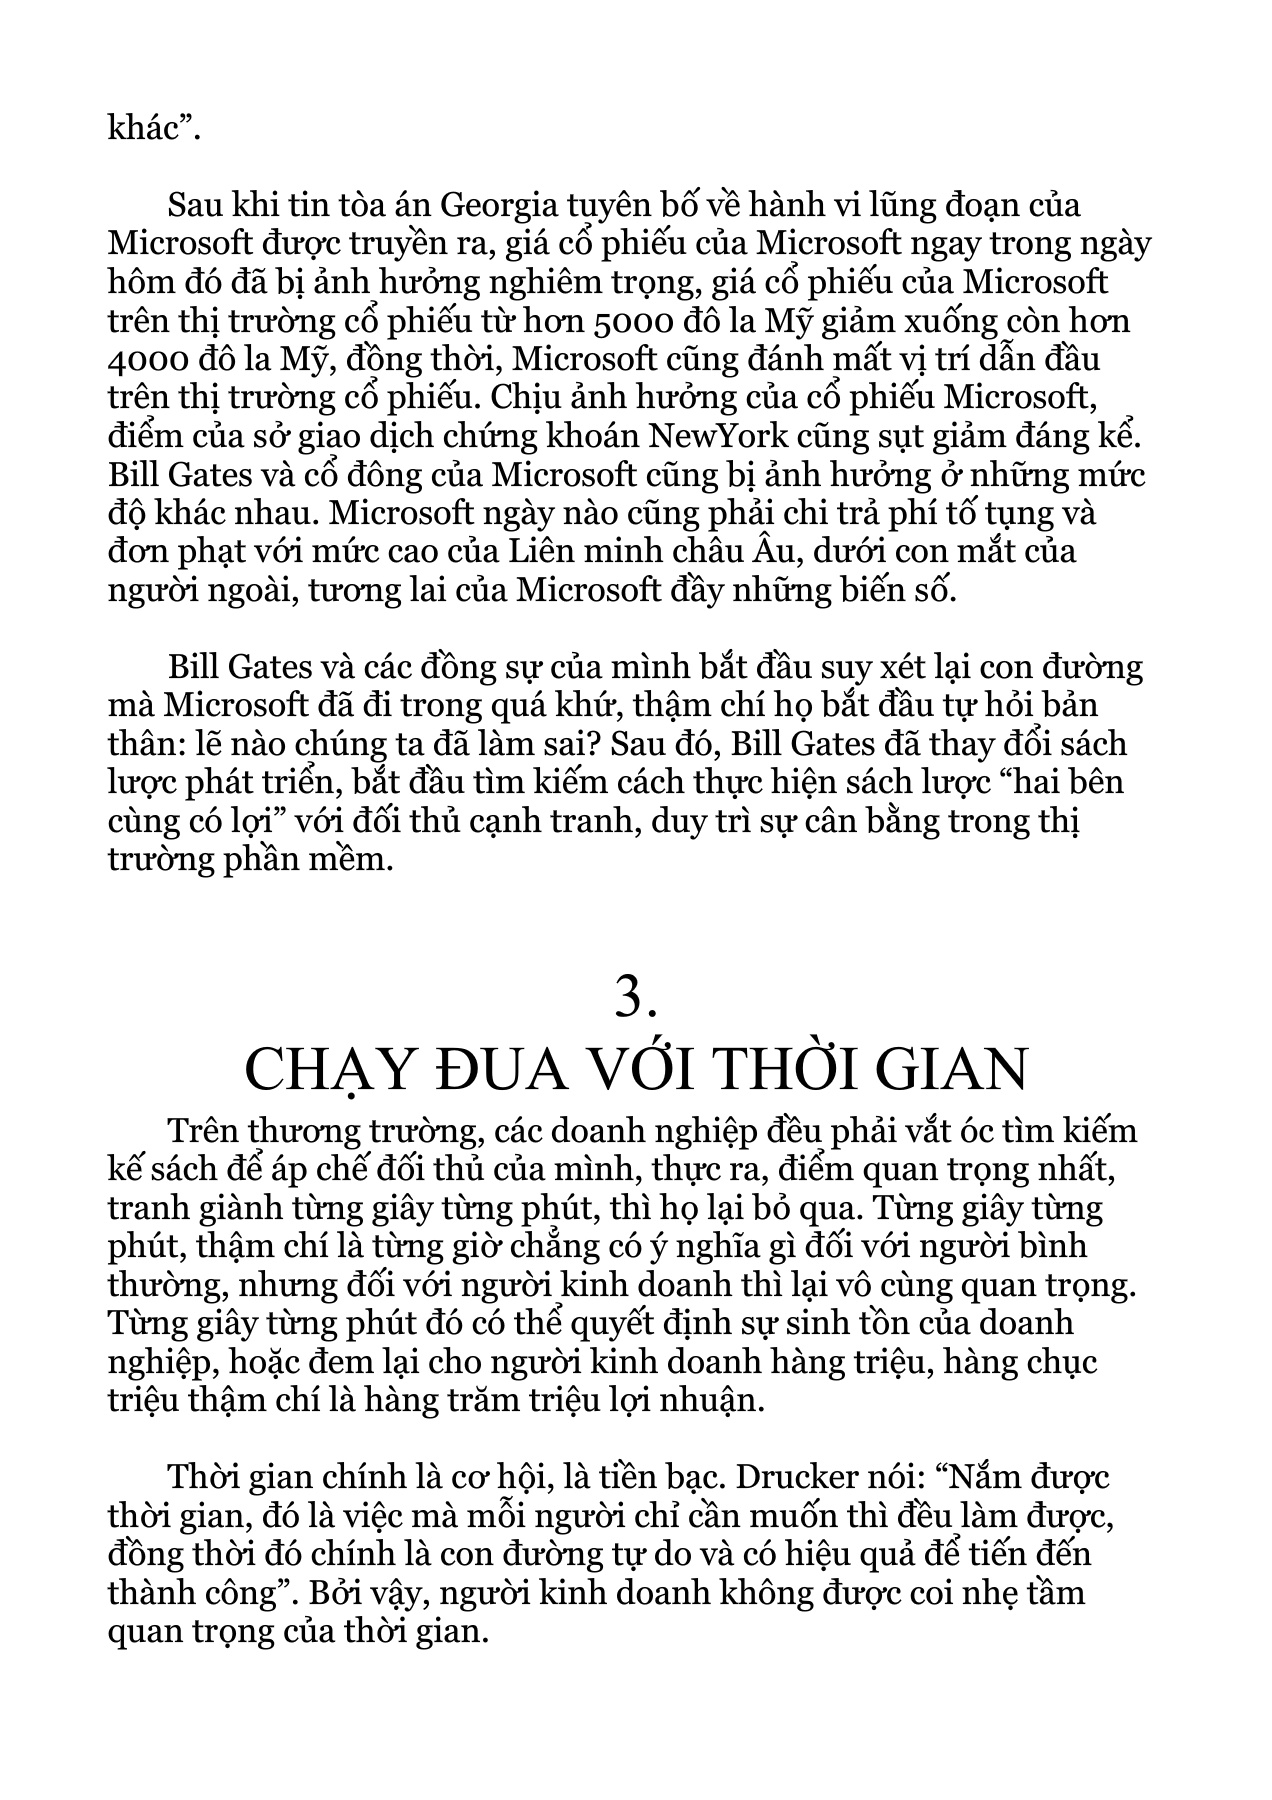 khác”.
Sau khi tin tòa án Georgia tuyên bố về hành vi lũng đoạn của
Microsoft được truyền ra, giá cổ phiếu của Microsoft ngay trong ngày
hôm đó đã bị ảnh hưởng nghiêm trọng, giá cổ phiếu của Microsoft
trên thị trường cổ phiếu từ hơn 5000 đô la Mỹ giảm xuống còn hơn
4000 đô la Mỹ, đồng thời, Microsoft cũng đánh mất vị trí dẫn đầu
trên thị trường cổ phiếu. Chịu ảnh hưởng của cổ phiếu Microsoft,
điểm của sở giao dịch chứng khoán NewYork cũng sụt giảm đáng kể.
Bill Gates và cổ đông của Microsoft cũng bị ảnh hưởng ở những mức
độ khác nhau. Microsoft ngày nào cũng phải chi trả phí tố tụng và
đơn phạt với mức cao của Liên minh châu Âu, dưới con mắt của
người ngoài, tương lai của Microsoft đầy những biến số.
Bill Gates và các đồng sự của mình bắt đầu suy xét lại con đường
mà Microsoft đã đi trong quá khứ, thậm chí họ bắt đầu tự hỏi bản
thân: lẽ nào chúng ta đã làm sai? Sau đó, Bill Gates đã thay đổi sách
lược phát triển, bắt đầu tìm kiếm cách thực hiện sách lược “hai bên
cùng có lợi” với đối thủ cạnh tranh, duy trì sự cân bằng trong thị
trường phần mềm.
3.
CHẠY ĐUA VỚI THỜI GIAN
Trên thương trường, các doanh nghiệp đều phải vắt óc tìm kiếm
kế sách để áp chế đối thủ của mình, thực ra, điểm quan trọng nhất,
tranh giành từng giây từng phút, thì họ lại bỏ qua. Từng giây từng
phút, thậm chí là từng giờ chẳng có ý nghĩa gì đối với người bình
thường, nhưng đối với người kinh doanh thì lại vô cùng quan trọng.
Từng giây từng phút đó có thể quyết định sự sinh tồn của doanh
nghiệp, hoặc đem lại cho người kinh doanh hàng triệu, hàng chục
triệu thậm chí là hàng trăm triệu lợi nhuận.
Thời gian chính là cơ hội, là tiền bạc. Drucker nói: “Nắm được
thời gian, đó là việc mà mỗi người chỉ cần muốn thì đều làm được,
đồng thời đó chính là con đường tự do và có hiệu quả để tiến đến
thành công”. Bởi vậy, người kinh doanh không được coi nhẹ tầm
quan trọng của thời gian.